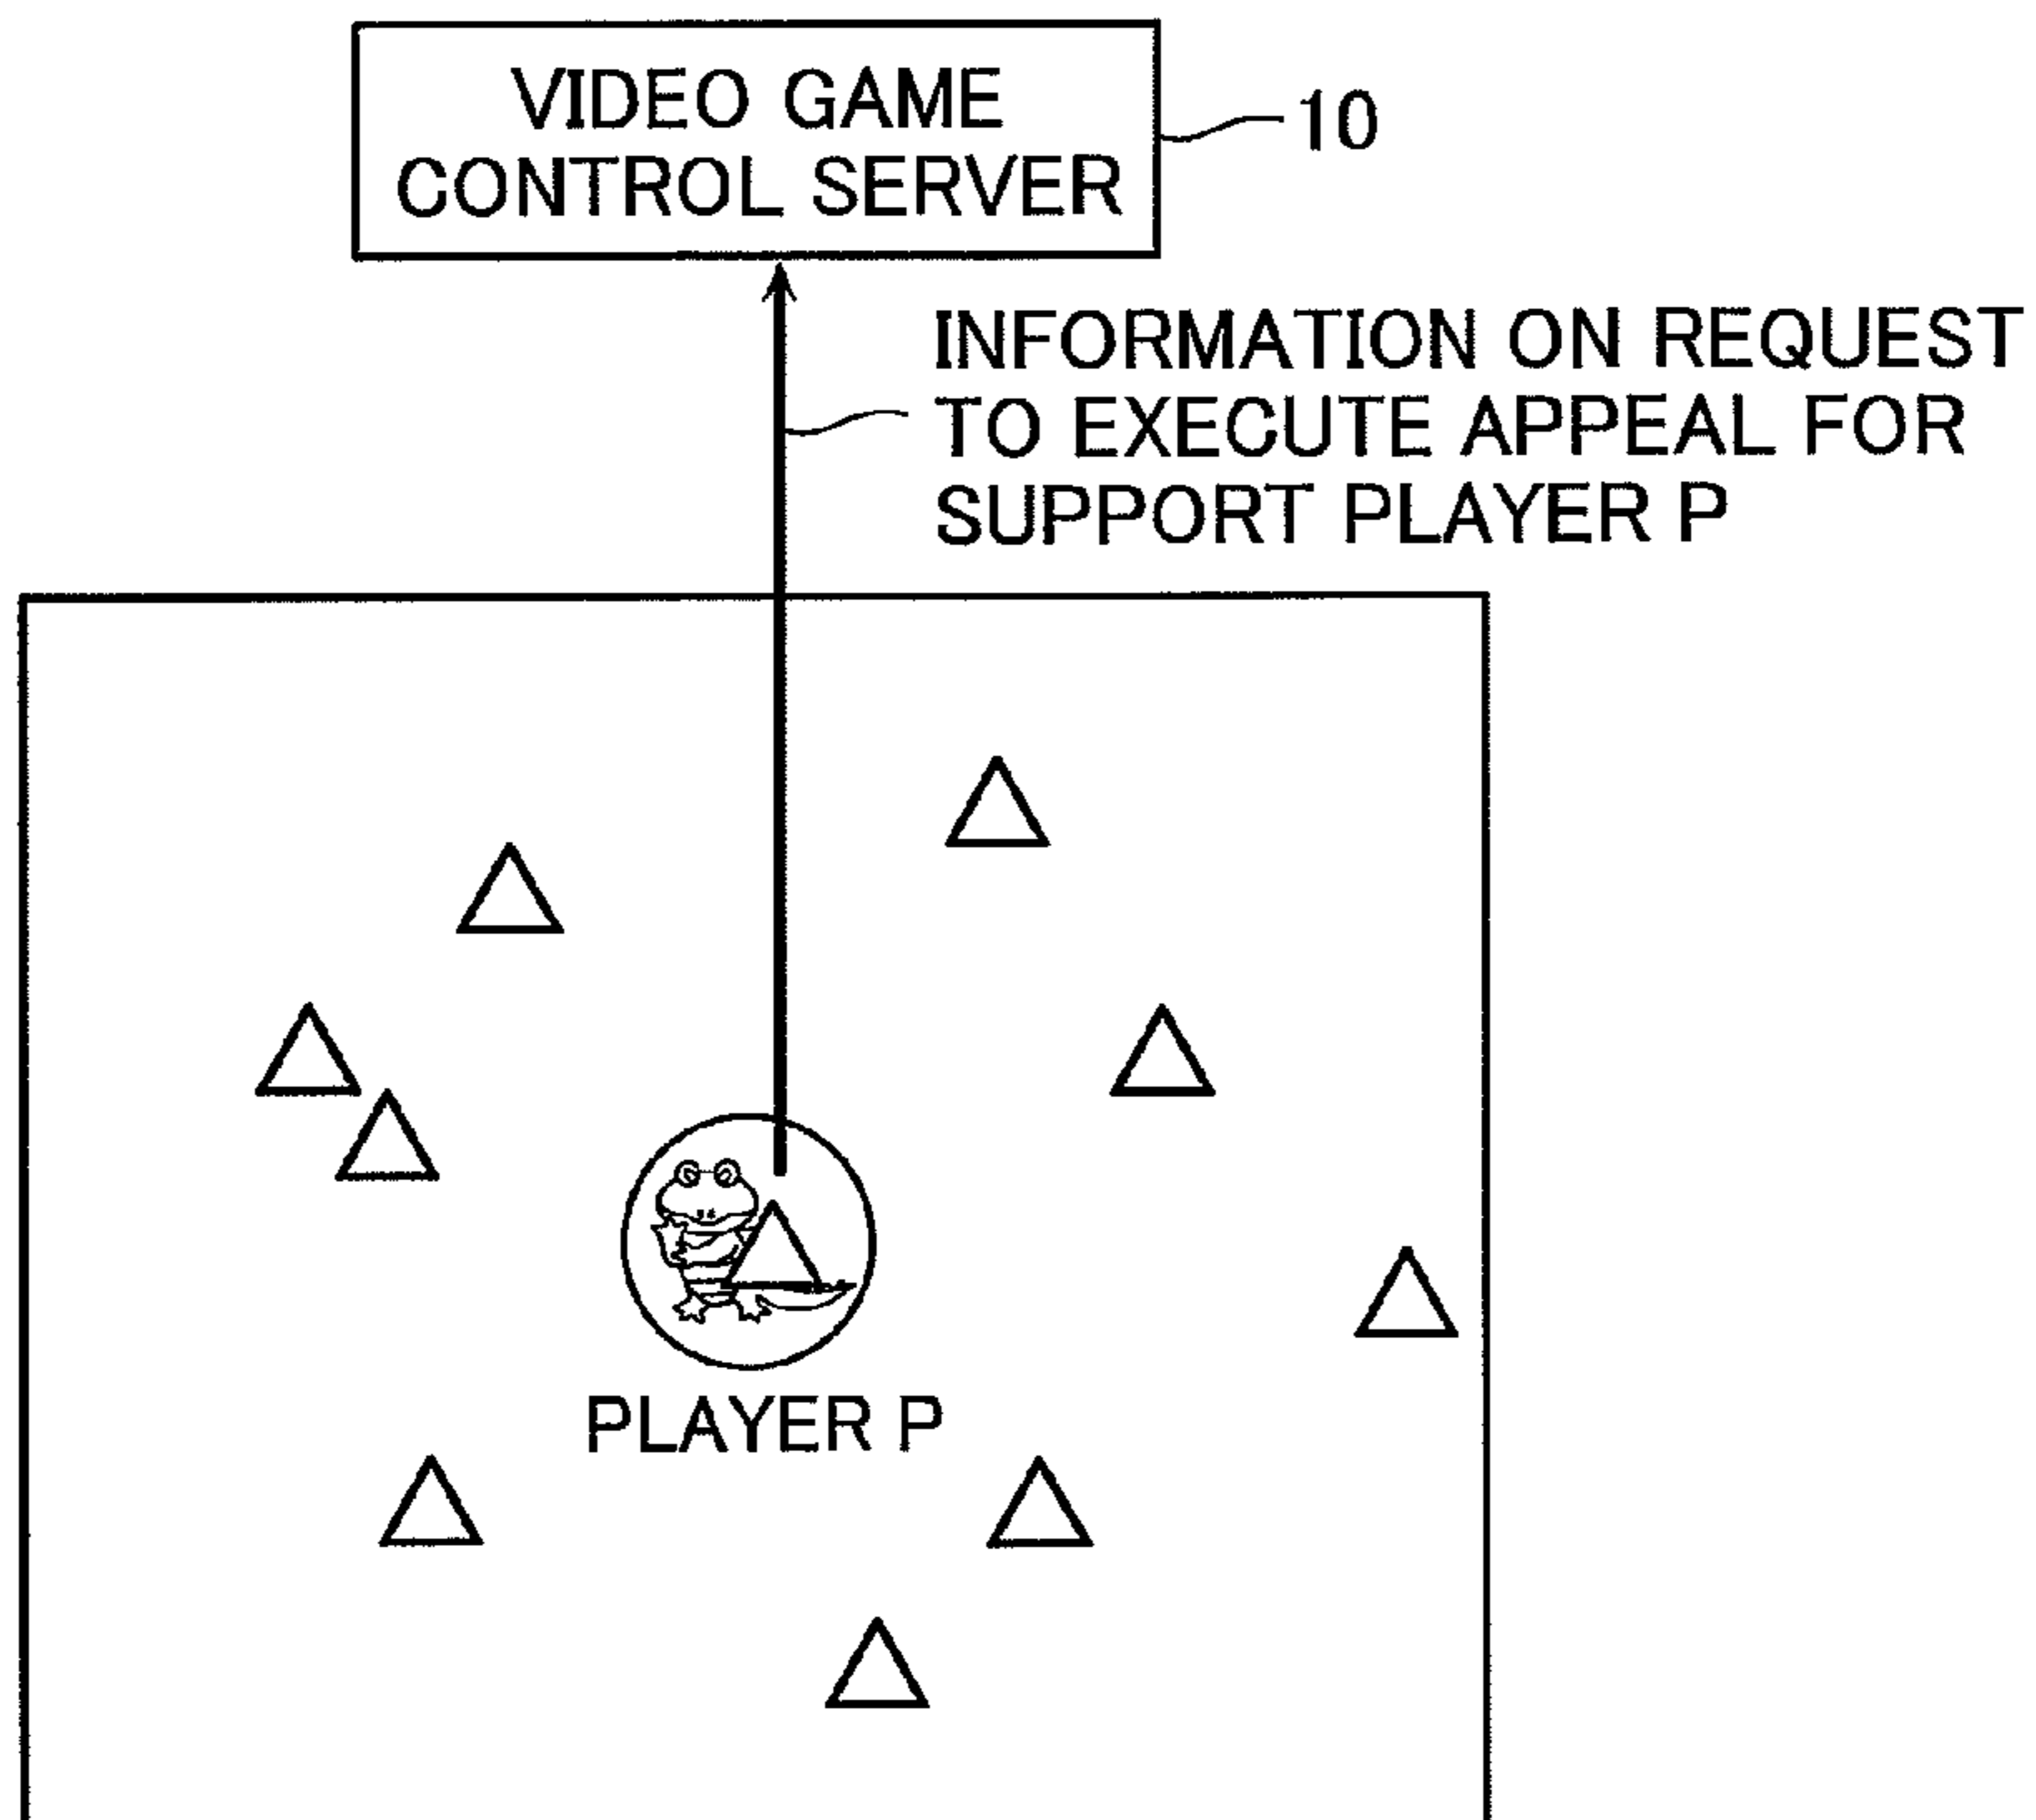 VIDEO GAME
CONTROL SERVER
10
INFORMATION ON REQUEST
TO EXECUTE APPEAL FOR
SUPPORT PLAYER P
PLAYER P